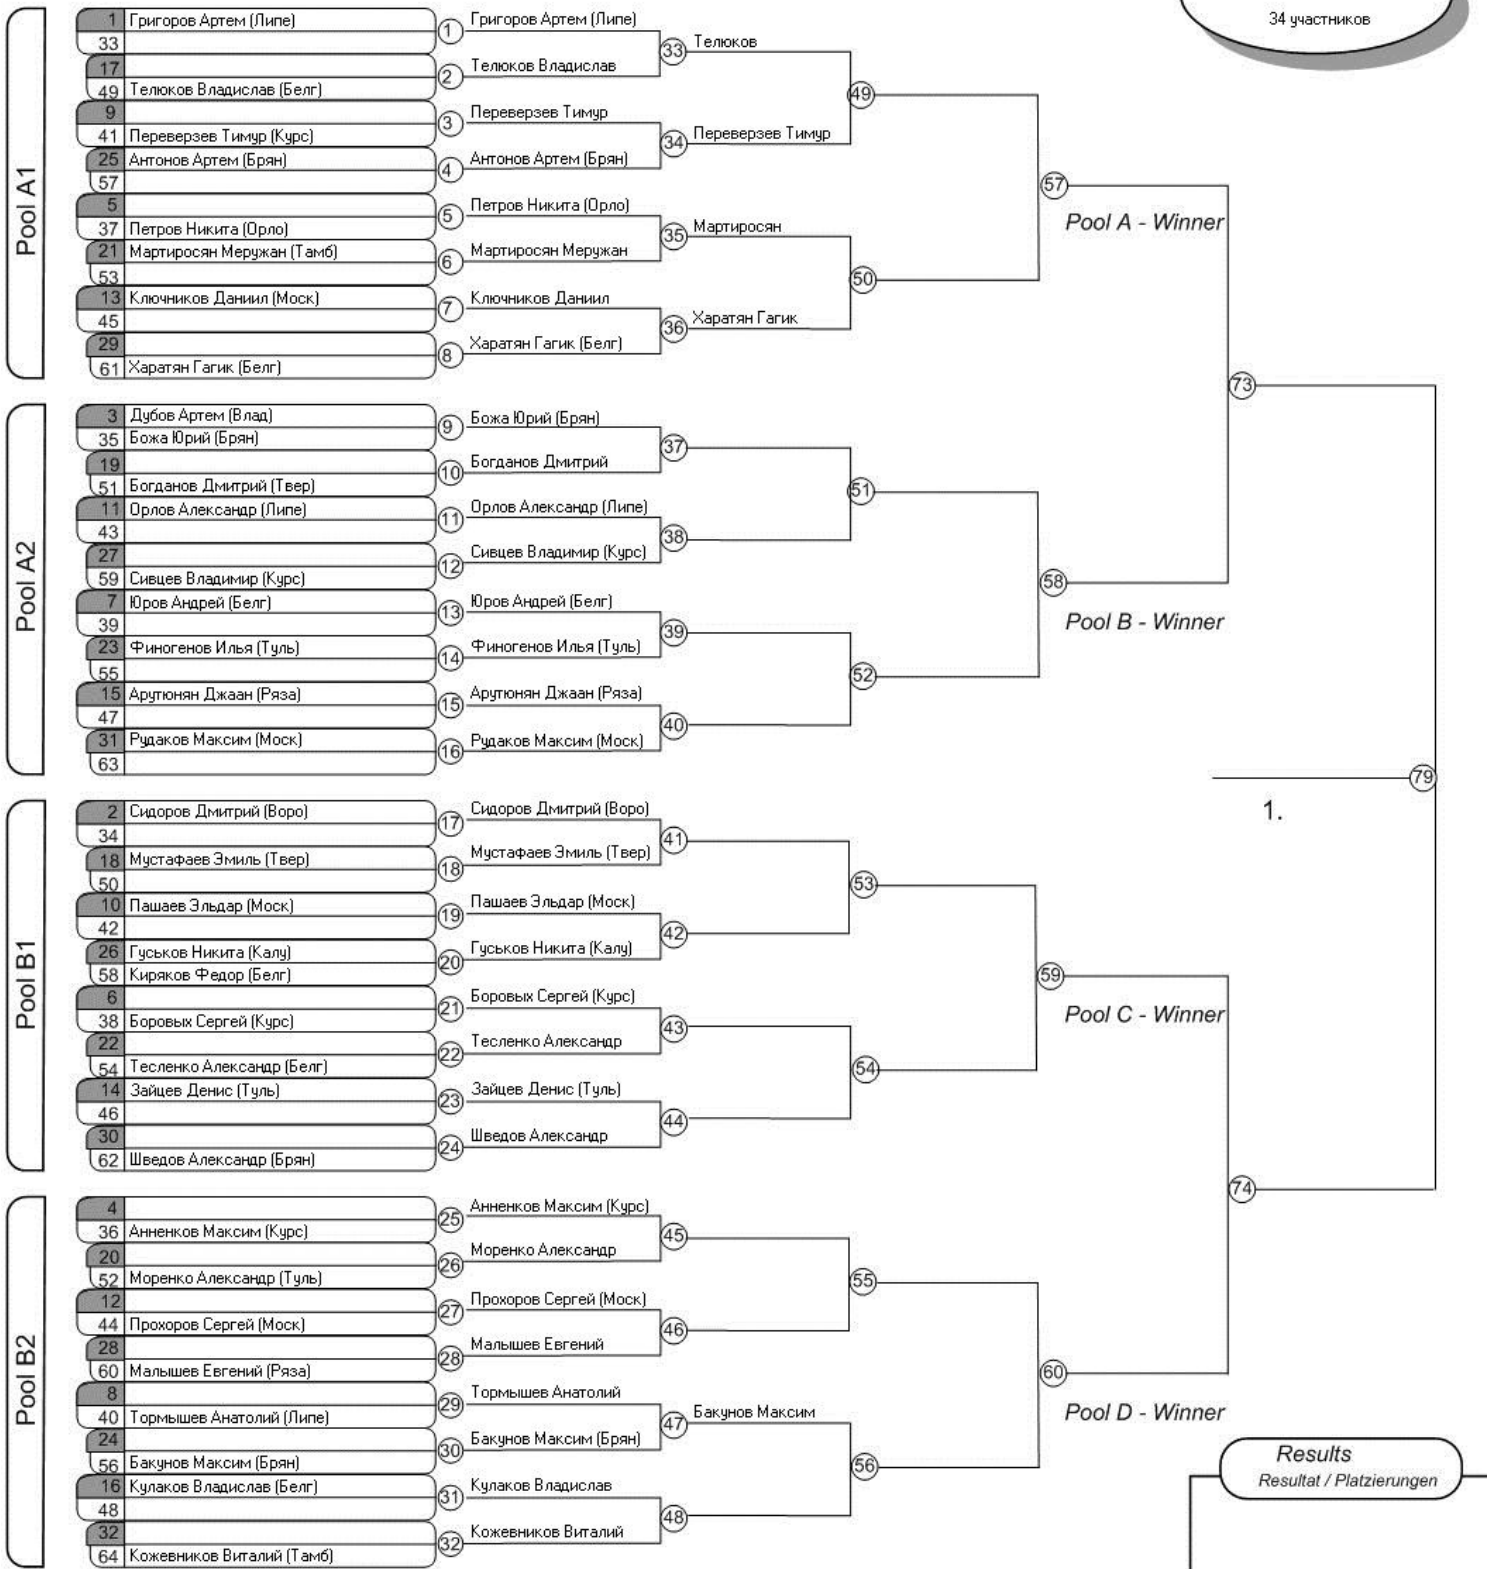 34 участников
Pool A1
1 Григоров Артем (Липе)
33
17
49 Телюков Владислав (Белг)
9
41 Переверзев Тимур (Курс)
25 Антонов Артем (Брян)
57
5
37 Петров Никита (Орло)
21 Мартиросян Меружан (Тамб)
53
13 Ключников Даниил (Моск)
45
29
61 Харатян Гагик (Белг)
1 Григоров Артем (Липе)
2 Телюков Владислав
3 Переверзев Тимур
4 Антонов Артем (Брян)
5 Петров Никита (Орло)
6 Мартиросян Меружан
7 Ключников Даниил
8 Харатян Гагик (Белг)
33 Телюков
34 Переверзев Тимур
35 Мартиросян
36 Харатян Гагик
49
50
57
Pool A - Winner
Pool A2
3 Дубов Артем (Влад)
35 Божа Юрий (Брян)
19
51 Богданов Дмитрий (Твер)
11 Орлов Александр (Липе)
43
27
59 Сивцев Владимир (Курс)
7 Юров Андрей (Белг)
39
23 Финогенов Илья (Туль)
55
15 Арутюнян Джаан (Ряза)
47
31 Рудаков Максим (Моск)
63
9 Божа Юрий (Брян)
10 Богданов Дмитрий
11 Орлов Александр (Липе)
12 Сивцев Владимир (Курс)
13 Юров Андрей (Белг)
14 Финогенов Илья (Туль)
15 Арутюнян Джаан (Ряза)
16 Рудаков Максим (Моск)
37
38
39
40
51
52
58
Pool B - Winner
73
Pool B1
2 Сидоров Дмитрий (Воро)
34
18 Мустафаев Эмиль (Твер)
50
10 Пашаев Эльдар (Моск)
42
26 Гуськов Никита (Калу)
58 Киряков Федор (Белг)
6
38 Боровых Сергей (Курс)
22
54 Тесленко Александр (Белг)
14 Зайцев Денис (Туль)
46
30
62 Шведов Александр (Брян)
17 Сидоров Дмитрий (Воро)
18 Мустафаев Эмиль (Твер)
19 Пашаев Эльдар (Моск)
20 Гуськов Никита (Калу)
21 Боровых Сергей (Курс)
22 Тесленко Александр
23 Зайцев Денис (Туль)
24 Шведов Александр
41
42
43
44
53
54
59
Pool C - Winner
Pool B2
4
36 Анненков Максим (Курс)
20
52 Моренко Александр (Туль)
12
44 Прохоров Сергей (Моск)
28
60 Малышев Евгений (Ряза)
8
40 Тормышев Анатолий (Липе)
24
56 Бакунов Максим (Брян)
16 Кулаков Владислав (Белг)
48
32
64 Кожевников Виталий (Тамб)
25 Анненков Максим (Курс)
26 Моренко Александр
27 Прохоров Сергей (Моск)
28 Малышев Евгений
29 Тормышев Анатолий
30 Бакунов Максим (Брян)
31 Кулаков Владислав
32 Кожевников Виталий
45
46
47 Бакунов Максим
48
55
56
60
Pool D - Winner
74
79
1.
Results
Resultat / Platzierungen